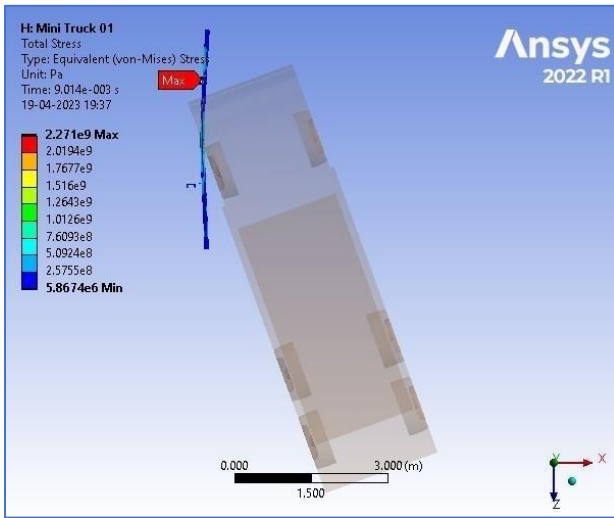 H: Mini Truck 01
Total Stress
Type: Equivalent (von-Mises) Stress
Unit: Pa
Time: 9.014e-003 s
19-04-2023 19:37
Max
Ansys
2022 R1
2.271e9 Max
2.0194e9
1.7677e9
1.516e9
1.2643e9
1.0126e9
7.6093e8
5.0924e8
2.5755e8
5.8674e6 Min
0.000
3.000 (m)
1.500
Y
X
Z